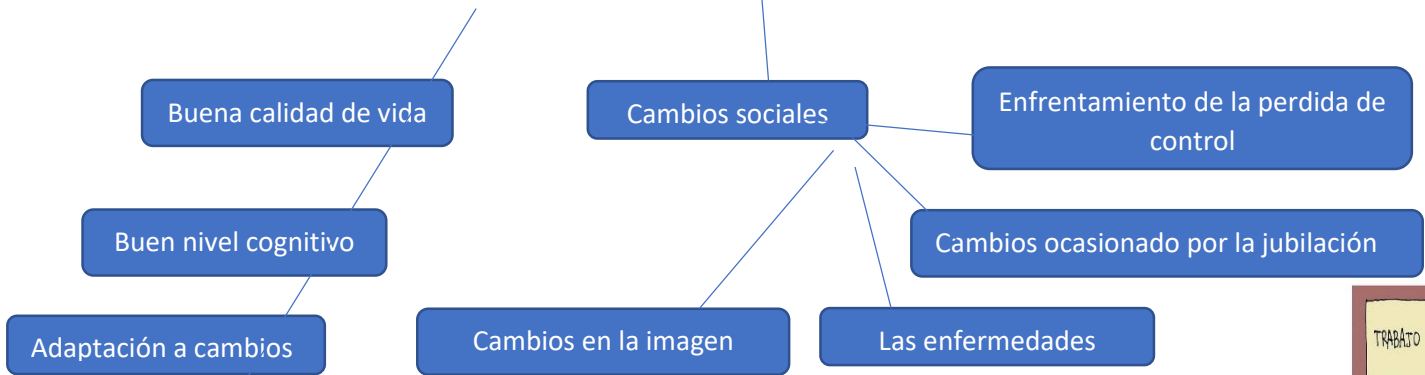 Buena calidad de vida
Cambios sociales
Enfrentamiento de la perdida de
control
Buen nivel cognitivo
Cambios ocasionado por la jubilación
Adaptación a cambios
Cambios en la imagen
Las enfermedades
TRABAJO